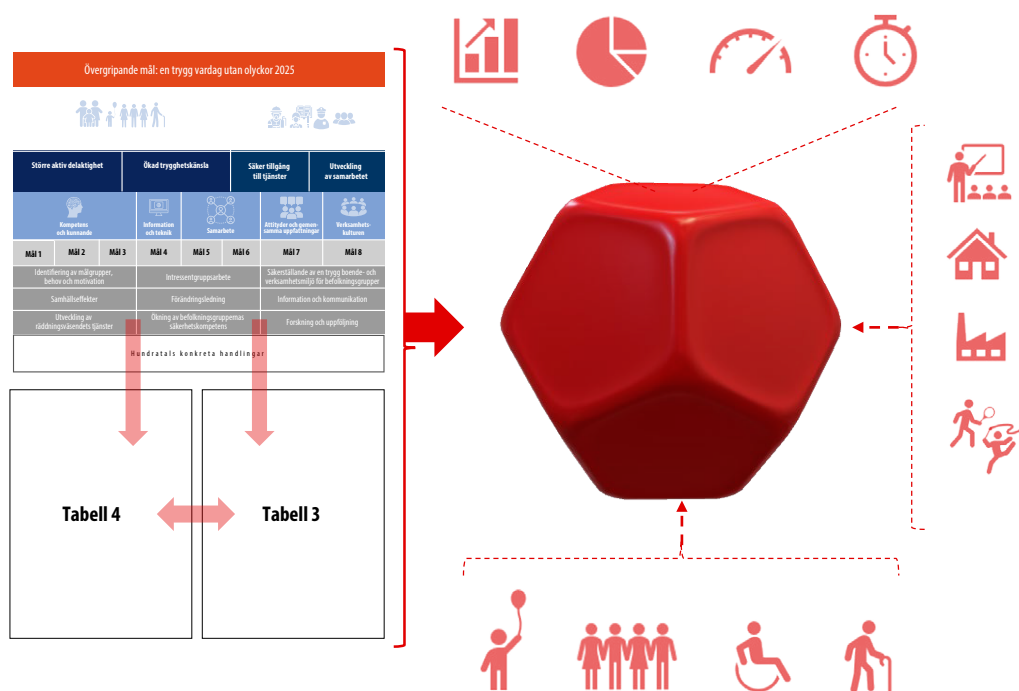 Övergripande mål: en trygg vardag utan olyckor 2025
Större aktiv delaktighet
Ökad trygghetskänsla
Säker tillgång
till tjänster
Utveckling
av samarbetet
Kompetens
och kunnande
Information
och teknik
Samarbete
Attityder och gemen-
samma uppfattningar
Verksamhets-
kulturen
Mål 1
Mål 2
Mål 3
Mål 4
Mål 5
Mål 6
Mål 7
Mål 8
Identifiering av målgrupper,
behov och motivation
Intressentgruppsarbete
Säkenställande av en trygg boende- och
verksamhetsmiljö för befolkningsgrupper
Samhällseffekter
Förändringsledning
Information och kommunikation
Utveckling av
räddningsväsendets tjänster
Ökning av befolkningsgruppernas
säkerhetskompetens
Forskning och uppföljning
Hundratals konkreta handlingar
Tabell 4
Tabell 3